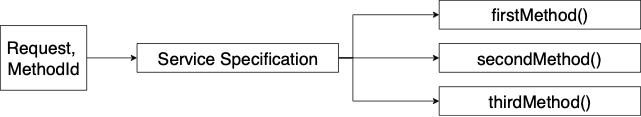 Request,
MethodId
Service Specification
firstMethod()
secondMethod()
thirdMethod()